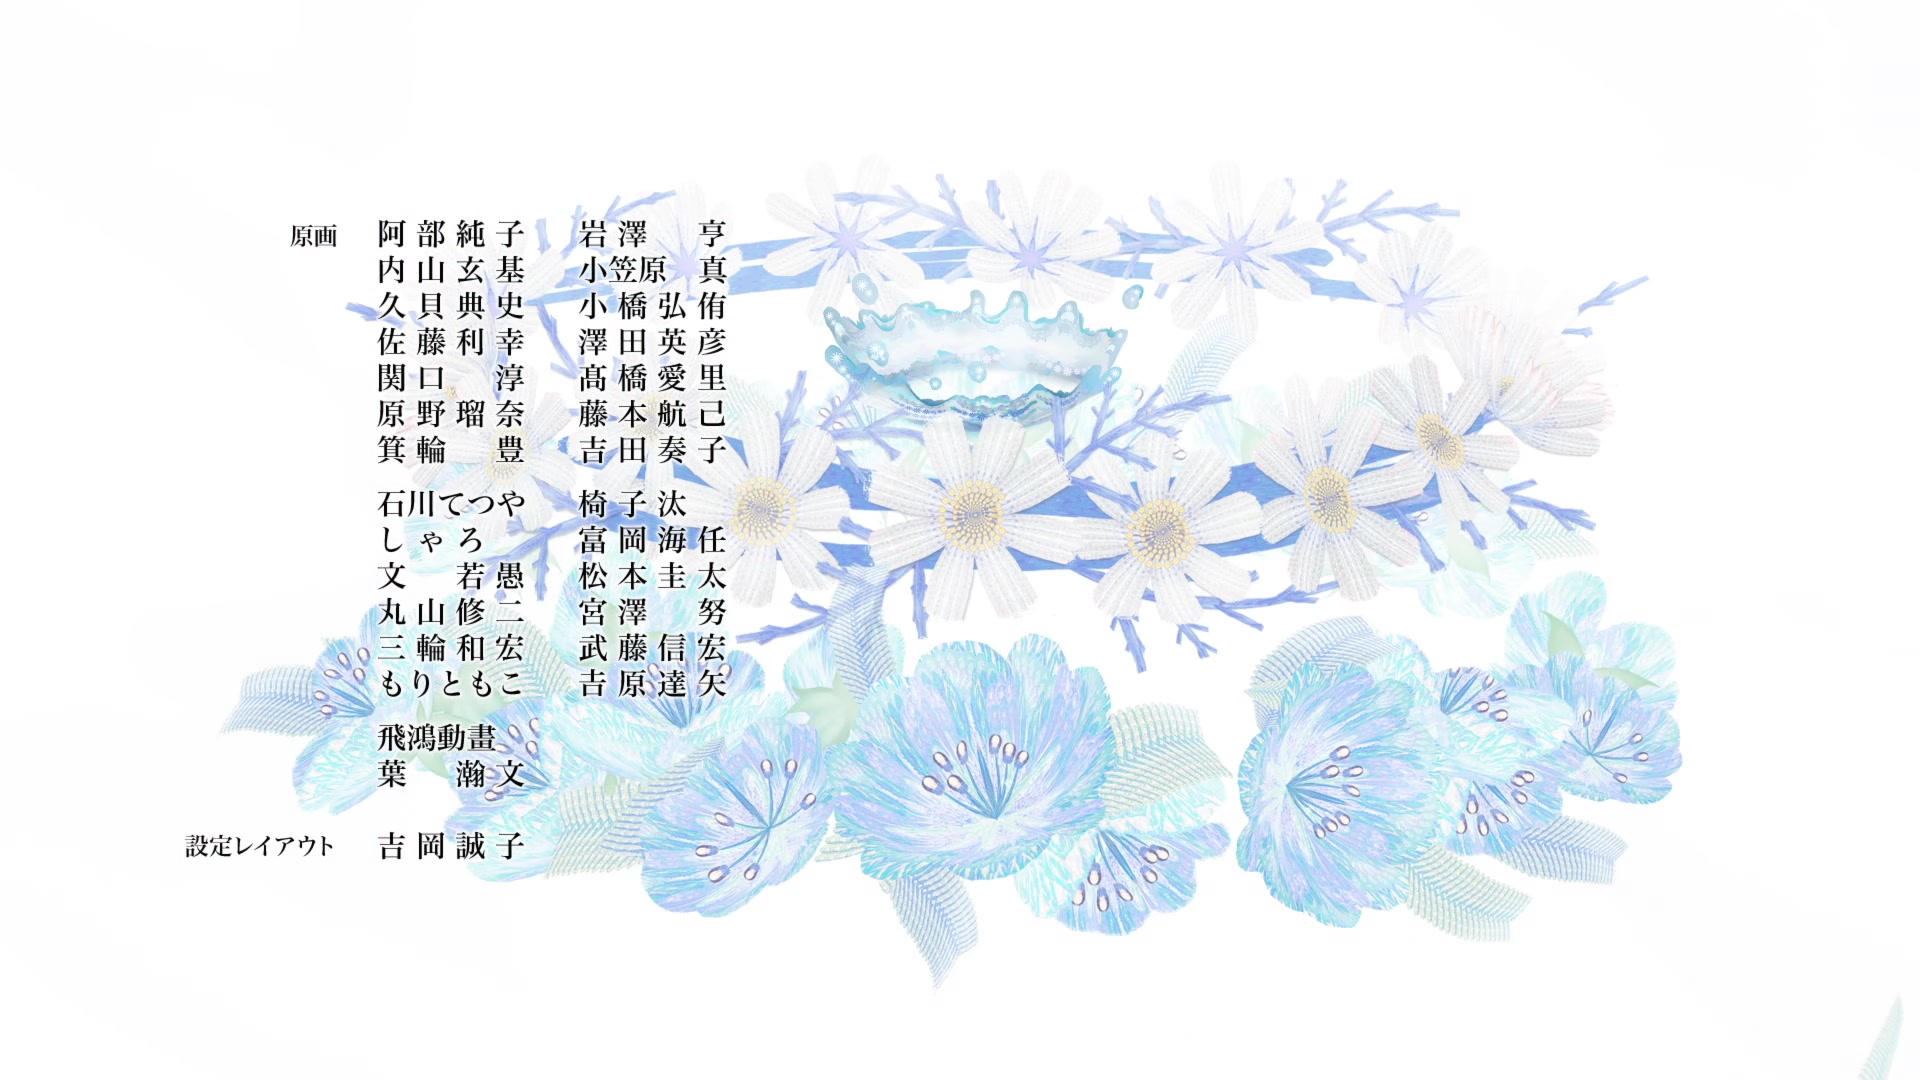 原画 阿部純子 岩澤 亨
内山玄基 小笠原 真
久貝典史 小橋弘侑
佐藤利幸 澤田英彦
関口 淳 髙橋愛里
原野瑠奈 藤本航己
箕輪 豊 吉田奏子
石川てつや 椅子汰
しゃろ 富岡海任
文 若愚 松本圭太
丸山修二 宮澤 努
三輪和宏 武藤信宏
もりともこ 吉原達矢
飛鴻動畫
葉 瀚文
設定レイアウト 吉岡誠子